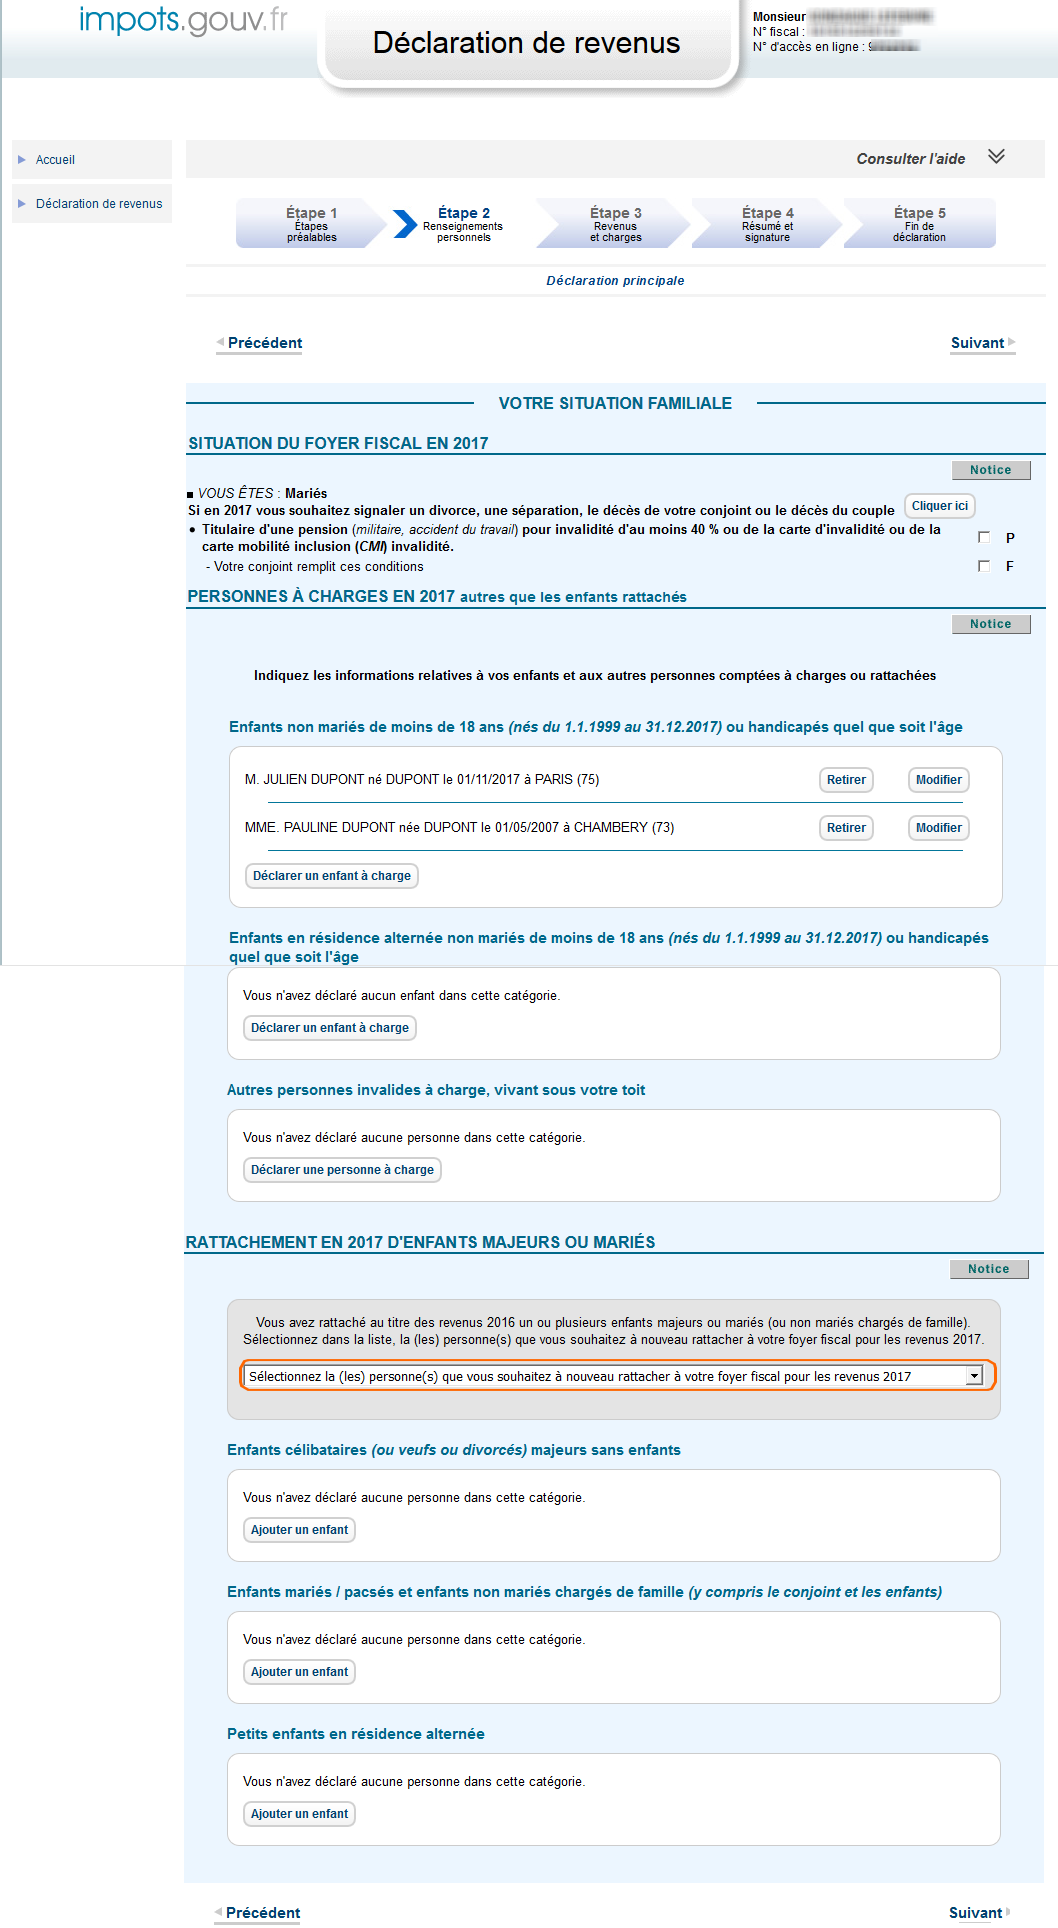 impots.gouv.fr
Déclaration de revenus
Monsieur
N° fiscal :
N° d'accès en ligne : 9
Accueil
Déclaration de revenus
Consulter l'aide
Étape 1
Étapes
préalables
Étape 2
Renseignements
personnels
Étape 3
Revenus
et charges
Étape 4
Résumé et
signature
Étape 5
Fin de
déclaration
Déclaration principale
Précédent
Suivant
VOTRE SITUATION FAMILIALE
SITUATION DU FOYER FISCAL EN 2017
Notice
VOUS ÊTES : Mariés
Si en 2017 vous souhaitez signaler un divorce, une séparation, le décès de votre conjoint ou le décès du couple Cliquer ici
• Titulaire d'une pension (militaire, accident du travail) pour invalidité d'au moins 40 % ou de la carte d'invalidité ou de la
carte mobilité inclusion (CMI) invalidité.
P
- Votre conjoint remplit ces conditions
F
PERSONNES À CHARGES EN 2017 autres que les enfants rattachés
Notice
Indiquez les informations relatives à vos enfants et aux autres personnes comptées à charges ou rattachées
Enfants non mariés de moins de 18 ans (nés du 1.1.1999 au 31.12.2017) ou handicapés quel que soit l'âge
M. JULIEN DUPONT né DUPONT le 01/11/2017 à PARIS (75) Retirer Modifier
MME. PAULINE DUPONT née DUPONT le 01/05/2007 à CHAMBERY (73) Retirer Modifier
Déclarer un enfant à charge
Enfants en résidence alternée non mariés de moins de 18 ans (nés du 1.1.1999 au 31.12.2017) ou handicapés
quel que soit l'âge
Vous n'avez déclaré aucun enfant dans cette catégorie.
Déclarer un enfant à charge
Autres personnes invalides à charge, vivant sous votre toit
Vous n'avez déclaré aucune personne dans cette catégorie.
Déclarer une personne à charge
RATTACHEMENT EN 2017 D'ENFANTS MAJEURS OU MARIÉS
Notice
Vous avez rattaché au titre des revenus 2016 un ou plusieurs enfants majeurs ou mariés (ou non mariés chargés de famille).
Sélectionnez dans la liste, la (les) personne(s) que vous souhaitez à nouveau rattacher à votre foyer fiscal pour les revenus 2017.
Sélectionnez la (les) personne(s) que vous souhaitez à nouveau rattacher à votre foyer fiscal pour les revenus 2017
Enfants célibataires (ou veufs ou divorcés) majeurs sans enfants
Vous n'avez déclaré aucune personne dans cette catégorie.
Ajouter un enfant
Enfants mariés / pacsés et enfants non mariés chargés de famille (y compris le conjoint et les enfants)
Vous n'avez déclaré aucune personne dans cette catégorie.
Ajouter un enfant
Petits enfants en résidence alternée
Vous n'avez déclaré aucune personne dans cette catégorie.
Ajouter un enfant
Précédent
Suivant